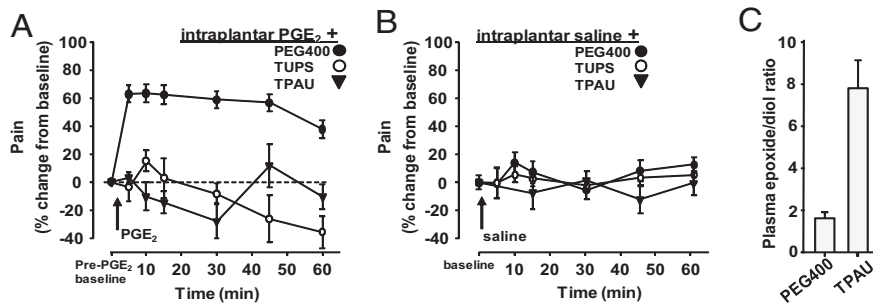 A
intraplantar PGE2 +
PEG400
TUPS
TPAU
100
80
60
40
20
0
-20
-40
Pain
(% change from baseline)
PGE2
Pre-PGE2
baseline
10 20 30 40 50 60
Time (min)
B
intraplantar saline +
PEG400
TUPS
TPAU
100
80
60
40
20
0
-20
-40
Pain
(% change from baseline)
saline
baseline
10 20 30 40 50 60
Time (min)
C
10
8
6
4
2
0
Plasma epoxide/diol ratio
PEG400
TPAU